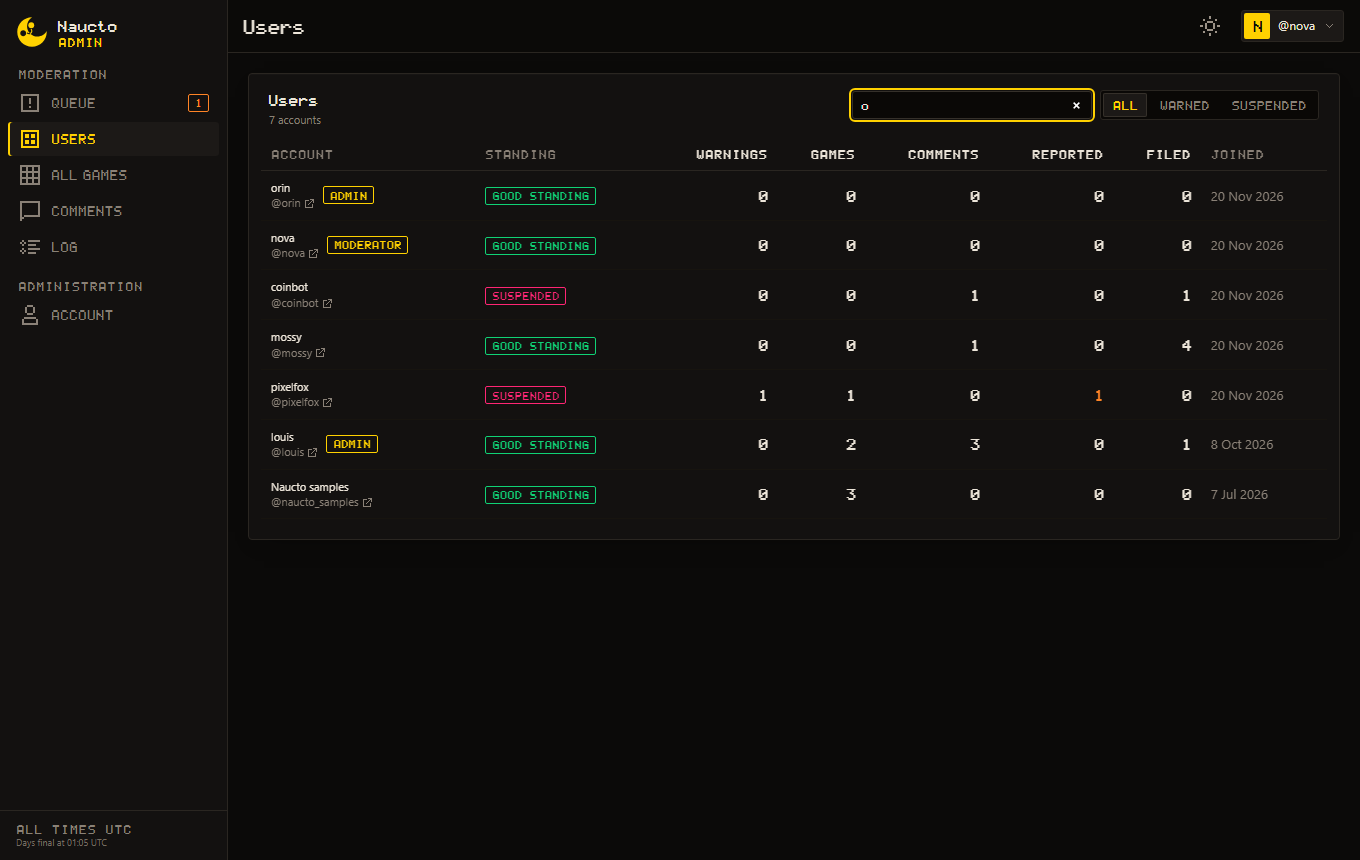 Naucto
ADMIN
MODERATION
QUEUE 1
USERS
ALL GAMES
COMMENTS
LOG
ADMINISTRATION
ACCOUNT
ALL TIMES UTC
Days final at 01:05 UTC
Users
N @nova
Users
7 accounts
o × ALL WARNED SUSPENDED
ACCOUNT STANDING WARNINGS GAMES COMMENTS REPORTED FILED JOINED
orin
@orin ADMIN GOOD STANDING 0 0 0 0 0 20 Nov 2026
nova
@nova MODERATOR GOOD STANDING 0 0 0 0 0 20 Nov 2026
coinbot
@coinbot SUSPENDED 0 0 1 0 1 20 Nov 2026
mossy
@mossy GOOD STANDING 0 0 1 0 4 20 Nov 2026
pixelfox
@pixelfox SUSPENDED 1 1 0 1 0 20 Nov 2026
louis
@louis ADMIN GOOD STANDING 0 2 3 0 1 8 Oct 2026
Naucto samples
@naucto_samples GOOD STANDING 0 3 0 0 0 7 Jul 2026